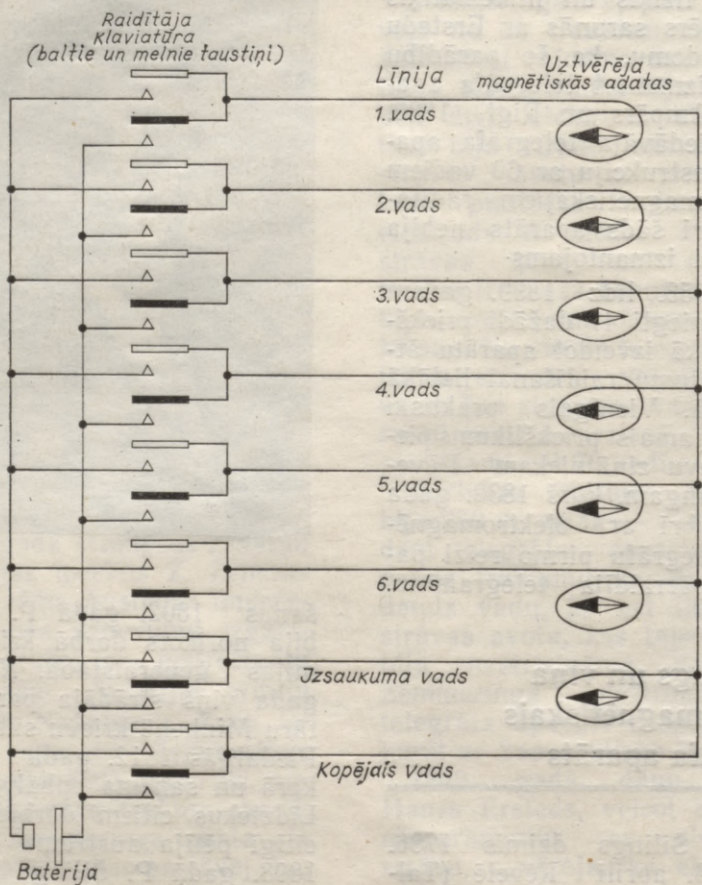 Raidītāja
klaviatūra
(baltie un melnie taustiņi)
Līnija
Uztvērēja
magnētiskās adatas
1.vads
2.vads
3.vads
4.vads
5.vads
6.vads
Izsaukuma vads
Kopējais vads
Baterija